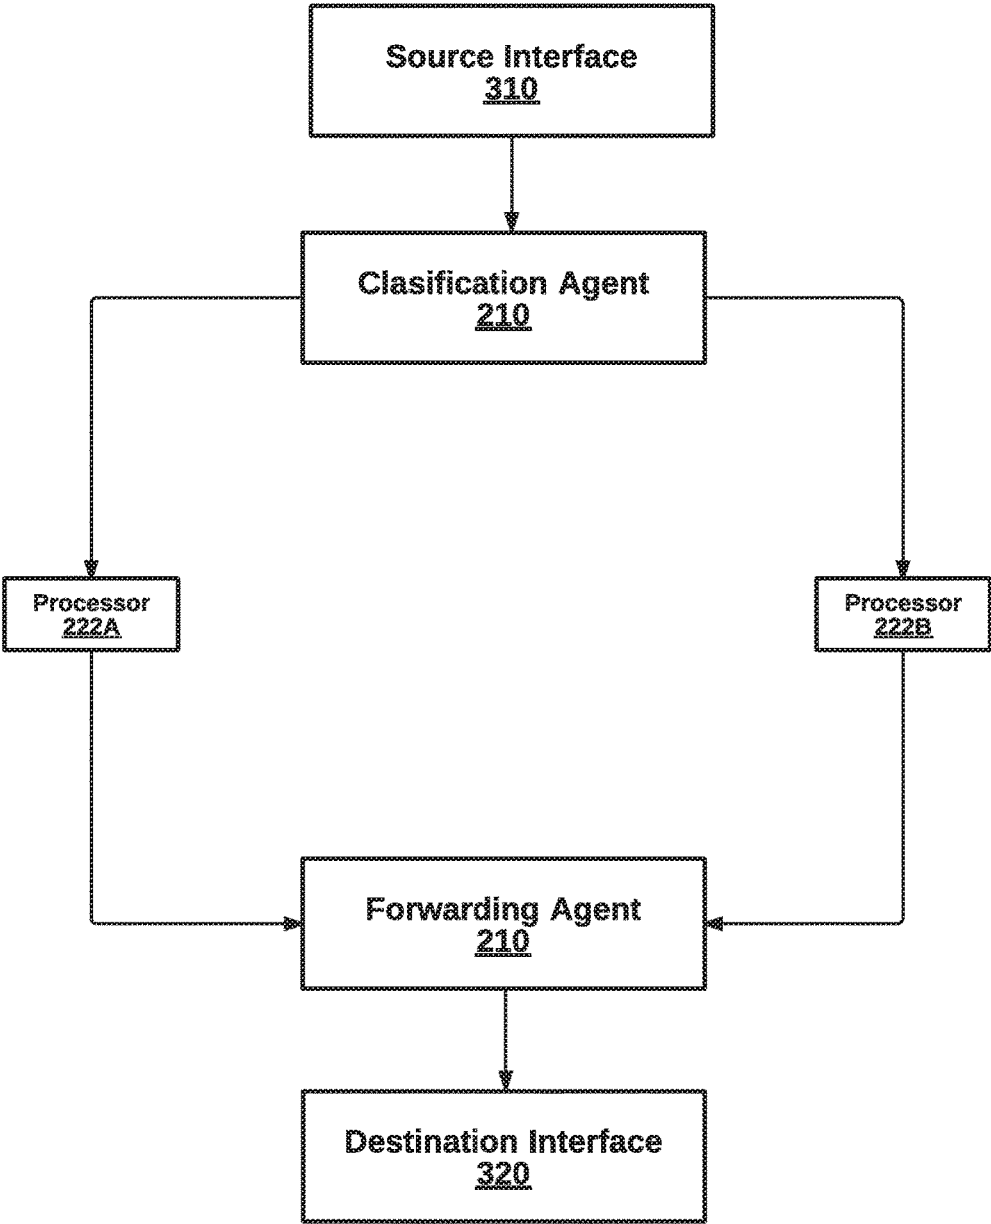 Source Interface
310
Clasification Agent
210
Processor
222A
Processor
222B
Forwarding Agent
210
Destination Interface
320